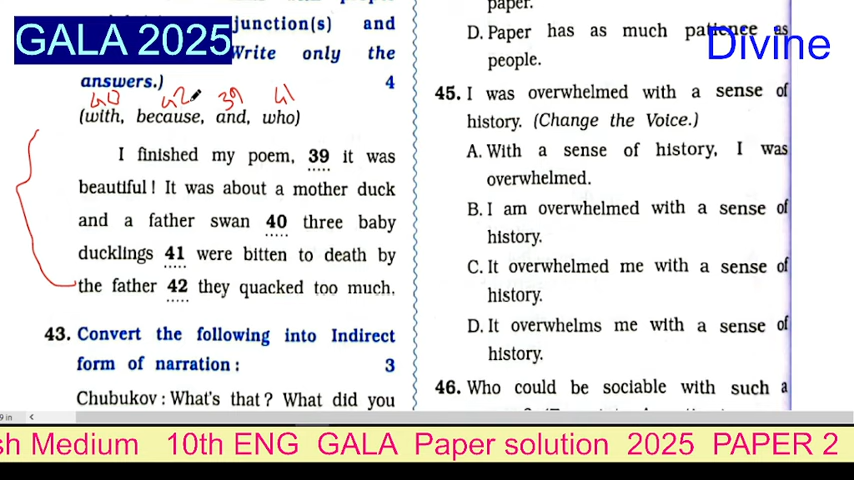 junction(s) and
GALA 2025
Write only the
answers.) 4
40 42 39 41
(with, because, and, who)
I finished my poem, 39 it was
beautiful! It was about a mother duck
and a father swan 40 three baby
ducklings 41 were bitten to death by
the father 42 they quacked too much.
43. Convert the following into Indirect
form of narration : 3
Chubukov : What's that? What did you
paper.
D. Paper has as much patience as
people.
Divine
45. I was overwhelmed with a sense of
history. (Change the Voice.)
A. With a sense of history, I was
overwhelmed.
B. I am overwhelmed with a sense of
history.
C. It overwhelmed me with a sense of
history.
D. It overwhelms me with a sense of
history.
46. Who could be sociable with such a
9 in
sh Medium 10th ENG GALA Paper solution 2025 PAPER 2